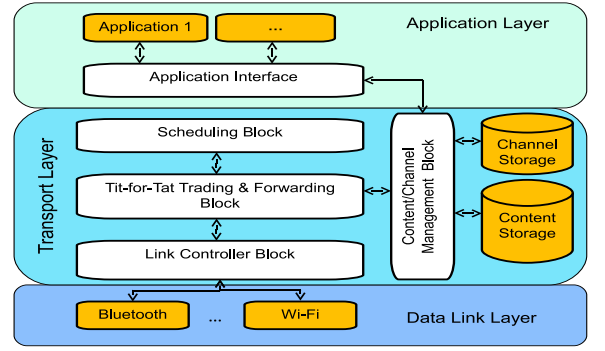 Application 1
...
Application Layer
Application Interface
Transport Layer
Scheduling Block
Tit-for-Tat Trading & Forwarding
Block
Link Controller Block
Content/Channel
Management Block
Channel
Storage
Content
Storage
Bluetooth
...
Wi-Fi
Data Link Layer